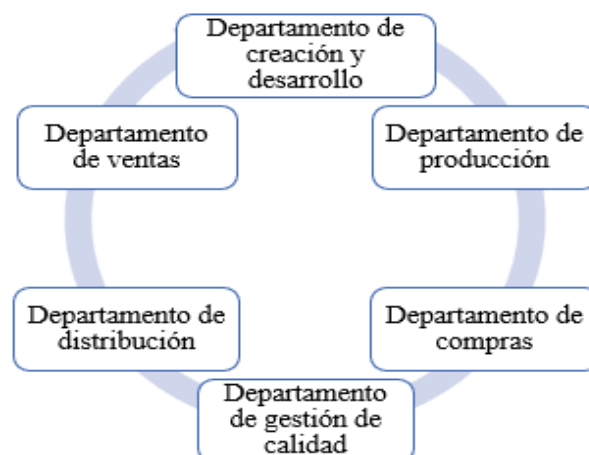 Departamento de
creación y
desarrollo
Departamento de
producción
Departamento de
compras
Departamento
de gestión de
calidad
Departamento de
distribución
Departamento
de ventas